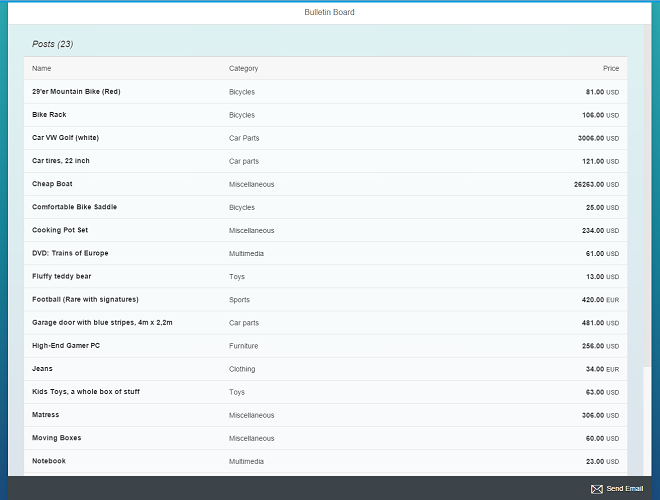 Bulletin Board
Posts (23)
Name Category Price
29'er Mountain Bike (Red) Bicycles 81.00 USD
Bike Rack Bicycles 106.00 USD
Car VW Golf (white) Car Parts 3006.00 USD
Car tires, 22 inch Car parts 121.00 USD
Cheap Boat Miscellaneous 26263.00 USD
Comfortable Bike Saddle Bicycles 25.00 USD
Cooking Pot Set Miscellaneous 234.00 USD
DVD: Trains of Europe Multimedia 61.00 USD
Fluffy teddy bear Toys 13.00 USD
Football (Rare with signatures) Sports 420.00 EUR
Garage door with blue stripes, 4m x 2,2m Car parts 481.00 USD
High-End Gamer PC Furniture 256.00 USD
Jeans Clothing 34.00 EUR
Kids Toys, a whole box of stuff Toys 63.00 USD
Matress Miscellaneous 306.00 USD
Moving Boxes Miscellaneous 60.00 USD
Notebook Multimedia 23.00 USD
Send Email